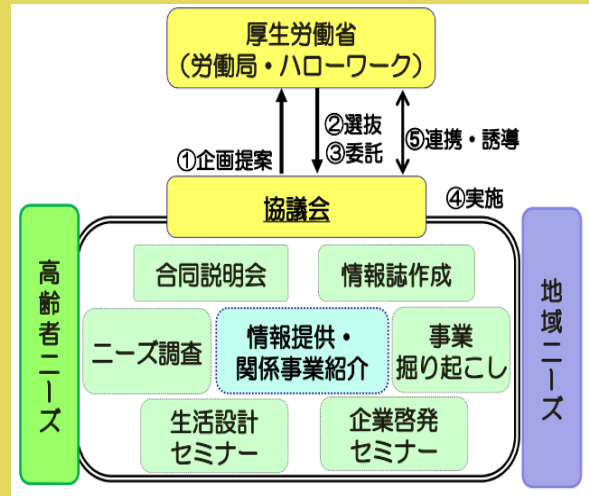 厚生労働省
(労働局・ハローワーク)
①企画提案
②選抜
③委託
⑤連携・誘導
協議会
④実施
高齢者ニーズ
合同説明会
情報誌作成
ニーズ調査
情報提供・
関係事業紹介
事業
掘り起こし
生活設計
セミナー
企業啓発
セミナー
地域ニーズ